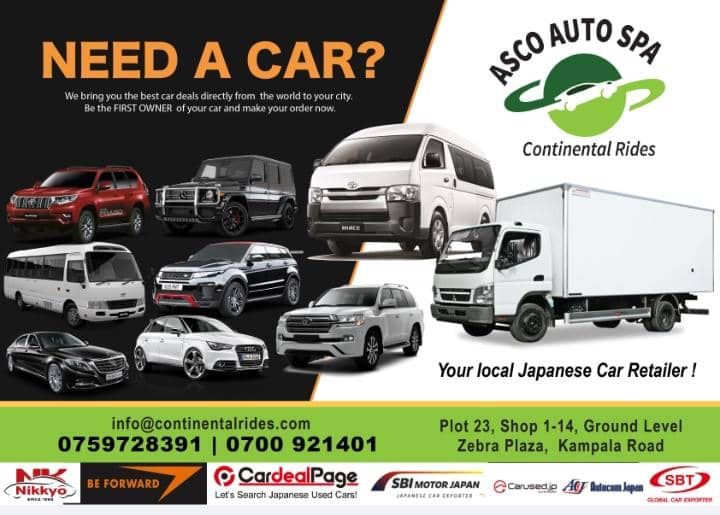 NEED A CAR?
We bring you the best car deals directly from the world to your city.
Be the FIRST OWNER of your car and make your order now.
ASCO AUTO SPA
Continental Rides
HIACE
Your local Japanese Car Retailer !
info@continentalrides.com
0759728391 | 0700 921401
Plot 23, Shop 1-14, Ground Level
Zebra Plaza, Kampala Road
NK
Nikkyo
BE FORWARD
CardealPage
Let's Search Japanese Used Cars!
SBI MOTOR JAPAN
JAPANESE CAR EXPORTER
Carused.jp
ACJ
Autocom Japan
SBT
GLOBAL CAR EXPORTER